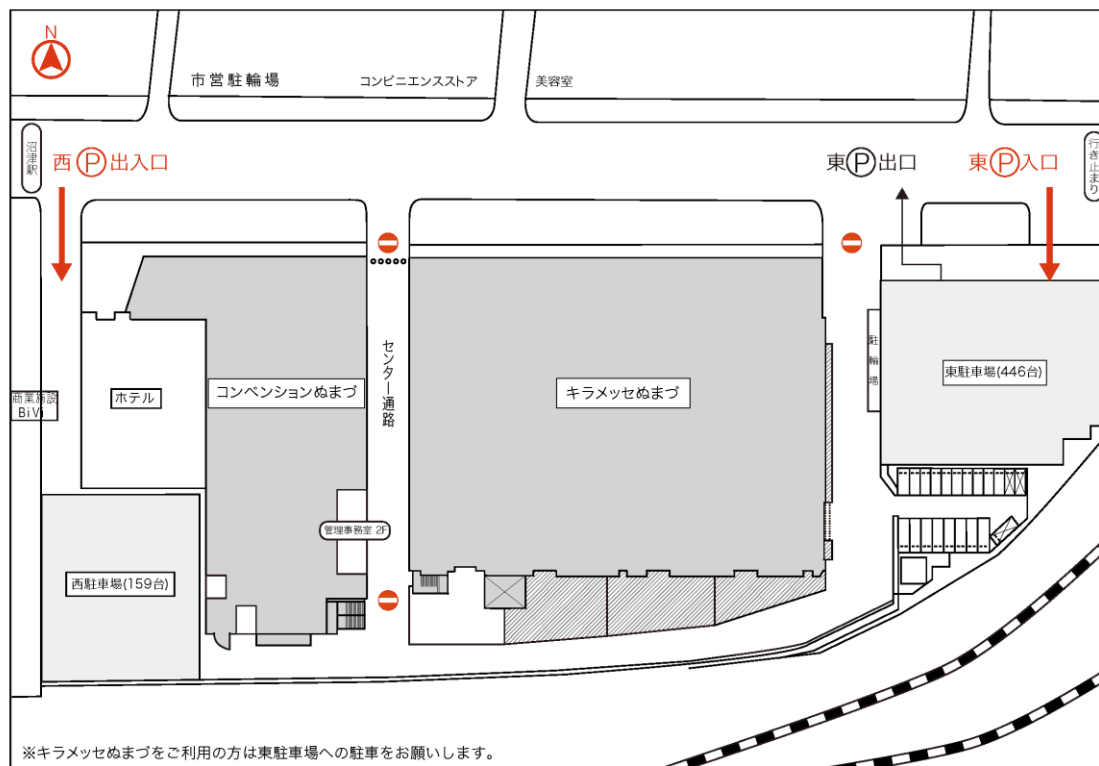 N
市営駐輪場
コンビニエンスストア
美容室
沼津駅
西 P 出入口
東 P 出口
東 P 入口
行き止まり
センター通路
駐輪場
東駐車場(446台)
商業施設
BiVi
ホテル
コンベンションぬまづ
キラメッセぬまづ
管理事務室 2F
西駐車場(159台)
※キラメッセぬまづをご利用の方は東駐車場への駐車をお願いします。